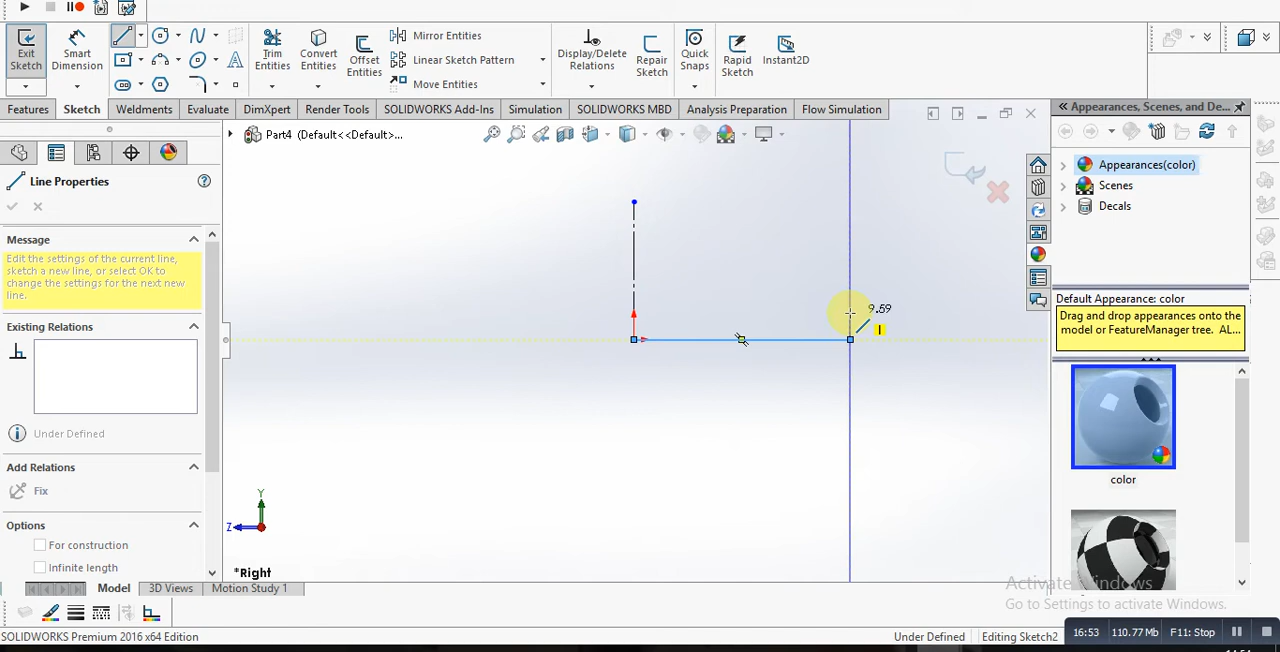 Exit Sketch
Smart Dimension
Trim Entities
Convert Entities
Offset Entities
Mirror Entities
Linear Sketch Pattern
Move Entities
Display/Delete Relations
Repair Sketch
Quick Snaps
Rapid Sketch
Instant2D
Features
Sketch
Weldments
Evaluate
DimXpert
Render Tools
SOLIDWORKS Add-Ins
Simulation
SOLIDWORKS MBD
Analysis Preparation
Flow Simulation
Part4 (Default<<Default>...
Line Properties
Message
Edit the settings of the current line,
sketch a new line, or select OK to
change the settings for the next new
line.
Existing Relations
Under Defined
Add Relations
Fix
Options
For construction
Infinite length
9.59
Y
Z
*Right
Appearances, Scenes, and De...
Appearances(color)
Scenes
Decals
Default Appearance: color
Drag and drop appearances onto the
model or FeatureManager tree. AL...
color
Activate Windows
Go to Settings to activate Windows.
Model
3D Views
Motion Study 1
SOLIDWORKS Premium 2016 x64 Edition
Under Defined
Editing Sketch2
16:53
110.77Mb
F11: Stop